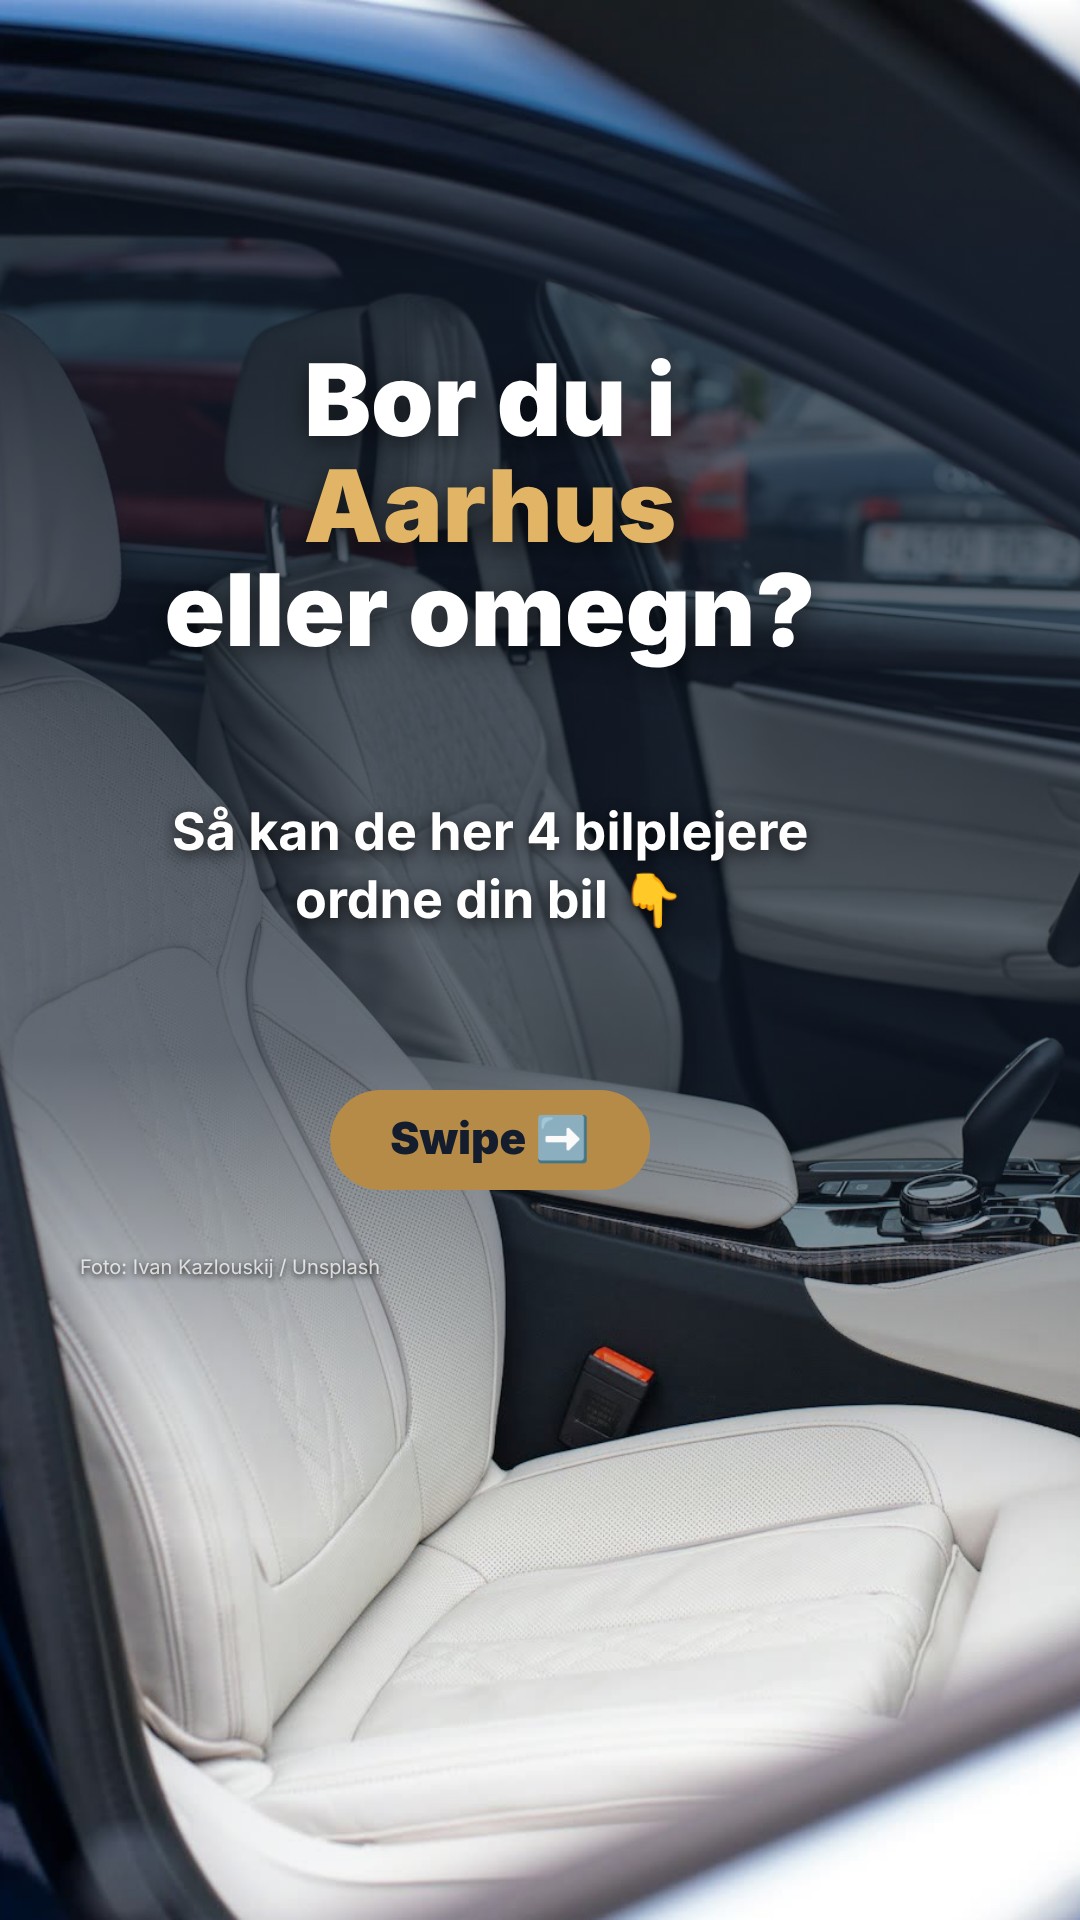 Bor du i
Aarhus
eller omegn?
Så kan de her 4 bilplejere
ordne din bil 👇
Swipe ➡️
Foto: Ivan Kazlouskij / Unsplash